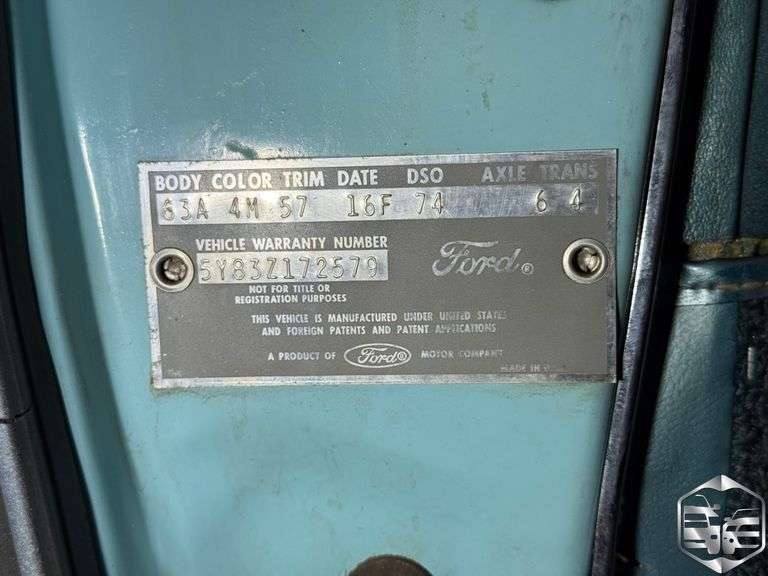 BODY COLOR TRIM DATE DSO AXLE TRANS
63A 4M 57 16F 74 6 4
VEHICLE WARRANTY NUMBER
5Y83Z172579
Ford®
NOT FOR TITLE OR
REGISTRATION PURPOSES
THIS VEHICLE IS MANUFACTURED UNDER UNITED STATES
AND FOREIGN PATENTS AND PATENT APPLICATIONS
A PRODUCT OF Ford® MOTOR COMPANY
MADE IN